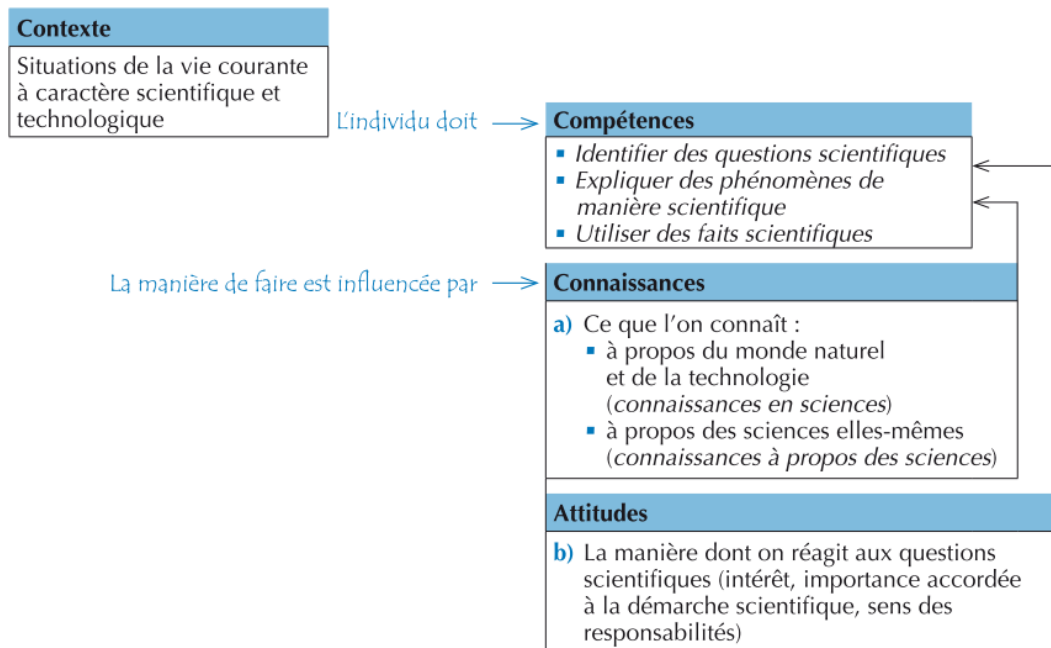 Contexte
Situations de la vie courante
à caractère scientifique et
technologique
L'individu doit
Compétences
▪ Identifier des questions scientifiques
▪ Expliquer des phénomènes de
manière scientifique
▪ Utiliser des faits scientifiques
La manière de faire est influencée par
Connaissances
a) Ce que l'on connaît :
▪ à propos du monde naturel
et de la technologie
(connaissances en sciences)
▪ à propos des sciences elles-mêmes
(connaissances à propos des sciences)
Attitudes
b) La manière dont on réagit aux questions
scientifiques (intérêt, importance accordée
à la démarche scientifique, sens des
responsabilités)